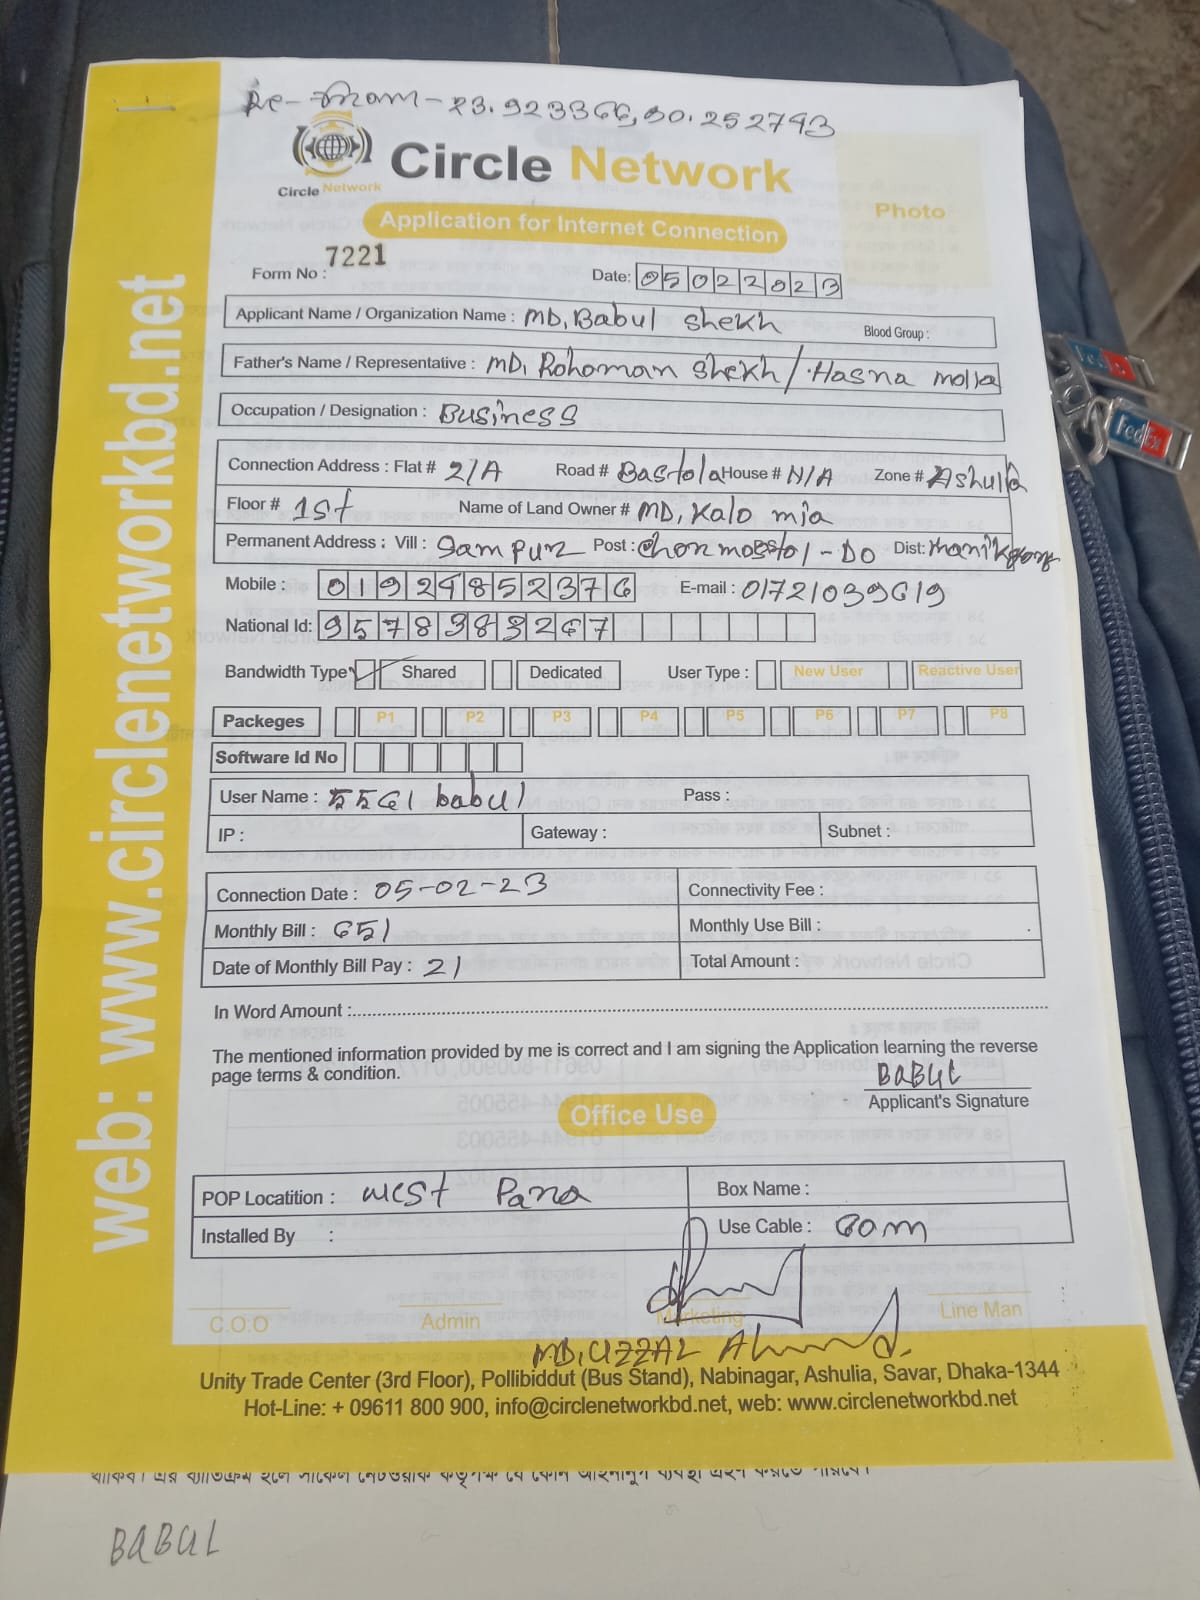 23.923366, 90.252793
Circle Network
Circle Network
Application for Internet Connection
Photo
Form No : 7221
Date: 05022023
Applicant Name / Organization Name : MD, Babul Shekh Blood Group :
Father's Name / Representative : MD, Rohoman Shekh / Hasna molla
Occupation / Designation : Business
Connection Address : Flat # 2/A Road # Bastola House # N/A Zone # Ashulia
Floor # 1st Name of Land Owner # MD, Kalo mia
Permanent Address : Vill : Post : Dist:
Mobile : 01924852376 E-mail : 01721039619
National Id: 9578383267
Bandwidth Type Shared Dedicated User Type : New User Reactive User
Packeges P1 P2 P3 P4 P5 P6 P7 P8
Software Id No
User Name : babul Pass :
IP : Gateway : Subnet :
Connection Date : 05-02-23 Connectivity Fee :
Monthly Bill : 651 Monthly Use Bill :
Date of Monthly Bill Pay : 21 Total Amount :
In Word Amount :
The mentioned information provided by me is correct and I am signing the Application learning the reverse
page terms & condition.
BABUL
Applicant's Signature
Office Use
POP Locatition : West Para Box Name :
Installed By : Use Cable : 60m
C.O.O Admin Marketing Line Man
MD, UZZAL Ahmed.
Unity Trade Center (3rd Floor), Pollibiddut (Bus Stand), Nabinagar, Ashulia, Savar, Dhaka-1344
Hot-Line: + 09611 800 900, info@circlenetworkbd.net, web: www.circlenetworkbd.net
web: www.circlenetworkbd.net
BABUL
FedEx